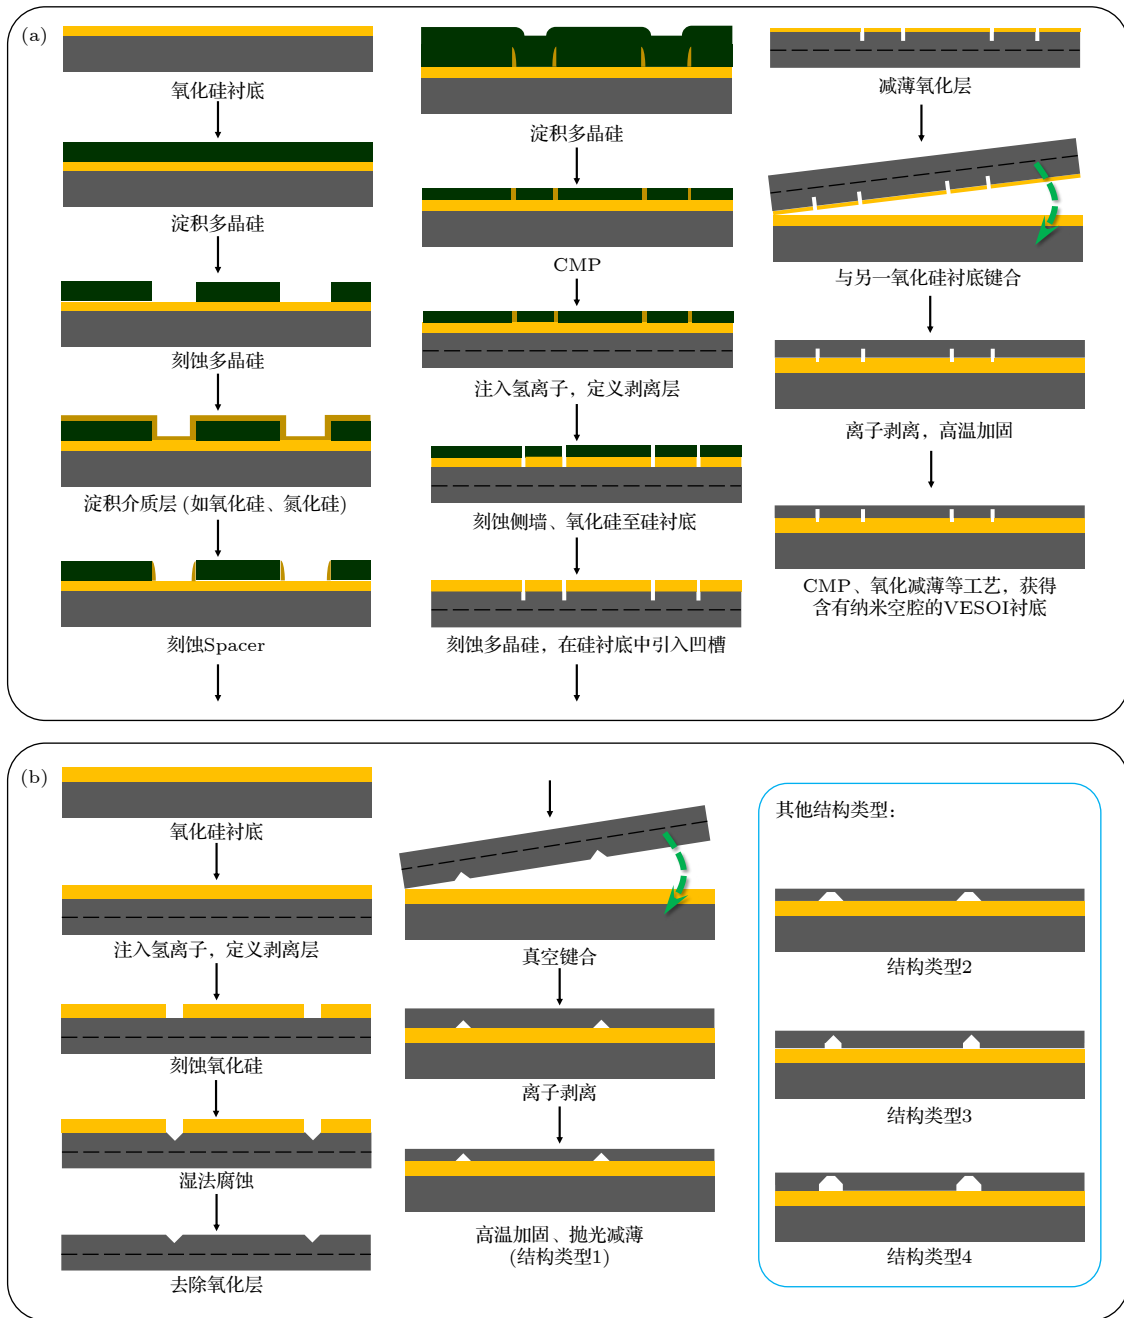 (a)
氧化硅衬底
淀积多晶硅
刻蚀多晶硅
淀积介质层 (如氧化硅、氮化硅)
刻蚀Spacer
淀积多晶硅
CMP
注入氢离子，定义剥离层
刻蚀侧墙、氧化硅至硅衬底
刻蚀多晶硅，在硅衬底中引入凹槽
减薄氧化层
与另一氧化硅衬底键合
离子剥离，高温加固
CMP、氧化减薄等工艺，获得
含有纳米空腔的VESOI衬底
(b)
氧化硅衬底
注入氢离子，定义剥离层
刻蚀氧化硅
湿法腐蚀
去除氧化层
真空键合
离子剥离
高温加固、抛光减薄
(结构类型1)
其他结构类型：
结构类型2
结构类型3
结构类型4